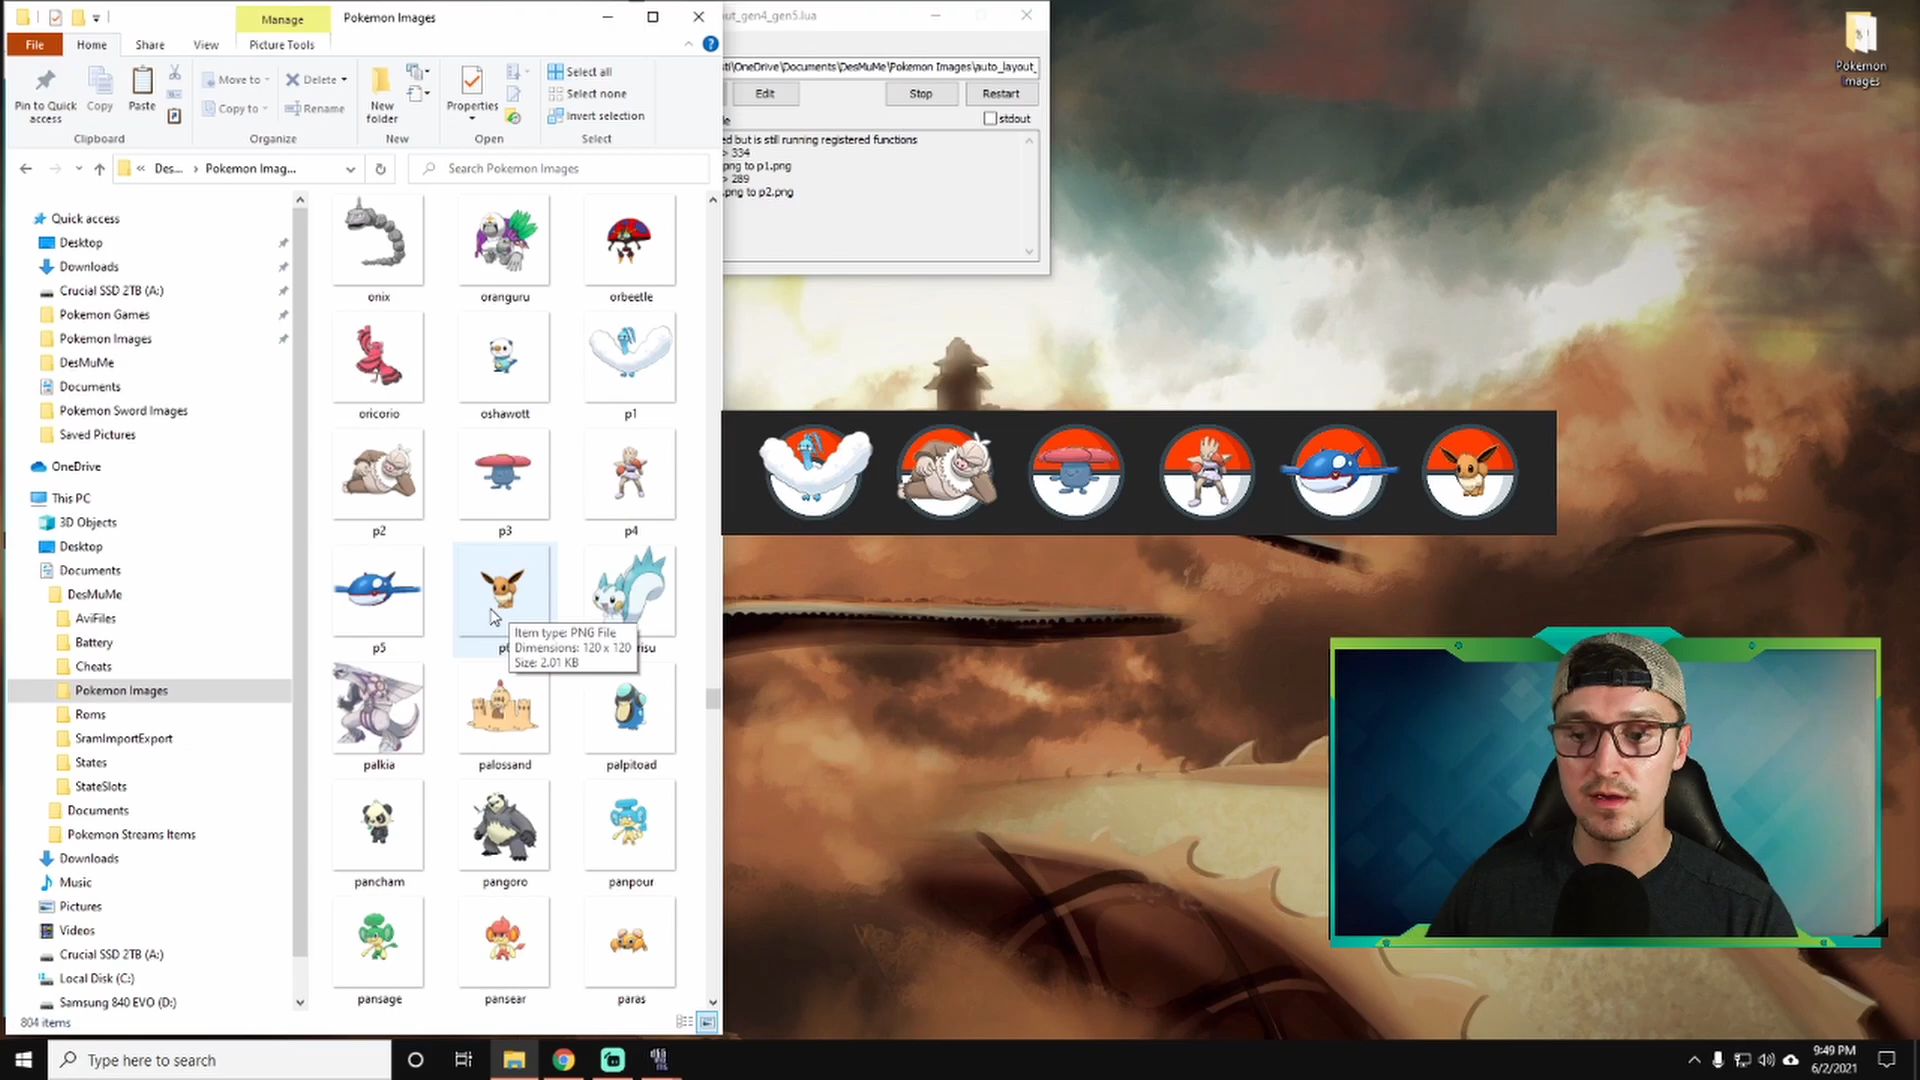 Manage
Pokemon Images
File
Home
Share
View
Picture Tools
Pin to Quick access
Copy
Paste
Move to
Copy to
Delete
Rename
New folder
Properties
Select all
Select none
Invert selection
Clipboard
Organize
New
Open
Select
« Des... › Pokemon Imag...
Search Pokemon Images
Quick access
Desktop
Downloads
Crucial SSD 2TB (A:)
Pokemon Games
Pokemon Images
DesMuMe
Documents
Pokemon Sword Images
Saved Pictures
OneDrive
This PC
3D Objects
Desktop
Documents
DesMuMe
AviFiles
Battery
Cheats
Pokemon Images
Roms
SramImportExport
States
StateSlots
Documents
Pokemon Streams Items
Downloads
Music
Pictures
Videos
Crucial SSD 2TB (A:)
Local Disk (C:)
Samsung 840 EVO (D:)
804 items
onix
oranguru
orbeetle
oricorio
oshawott
p1
p2
p3
p4
p5
Item type: PNG File
Dimensions: 120 x 120
Size: 2.01 KB
palkia
palossand
palpitoad
pancham
pangoro
panpour
pansage
pansear
paras
out_gen4_gen5.lua
\OneDrive\Documents\DesMuMe\Pokemon Images\auto_layout_
Edit
Stop
Restart
stdout
ed but is still running registered functions
> 334
.png to p1.png
> 289
.png to p2.png
Pokemon Images
Type here to search
9:49 PM
6/2/2021